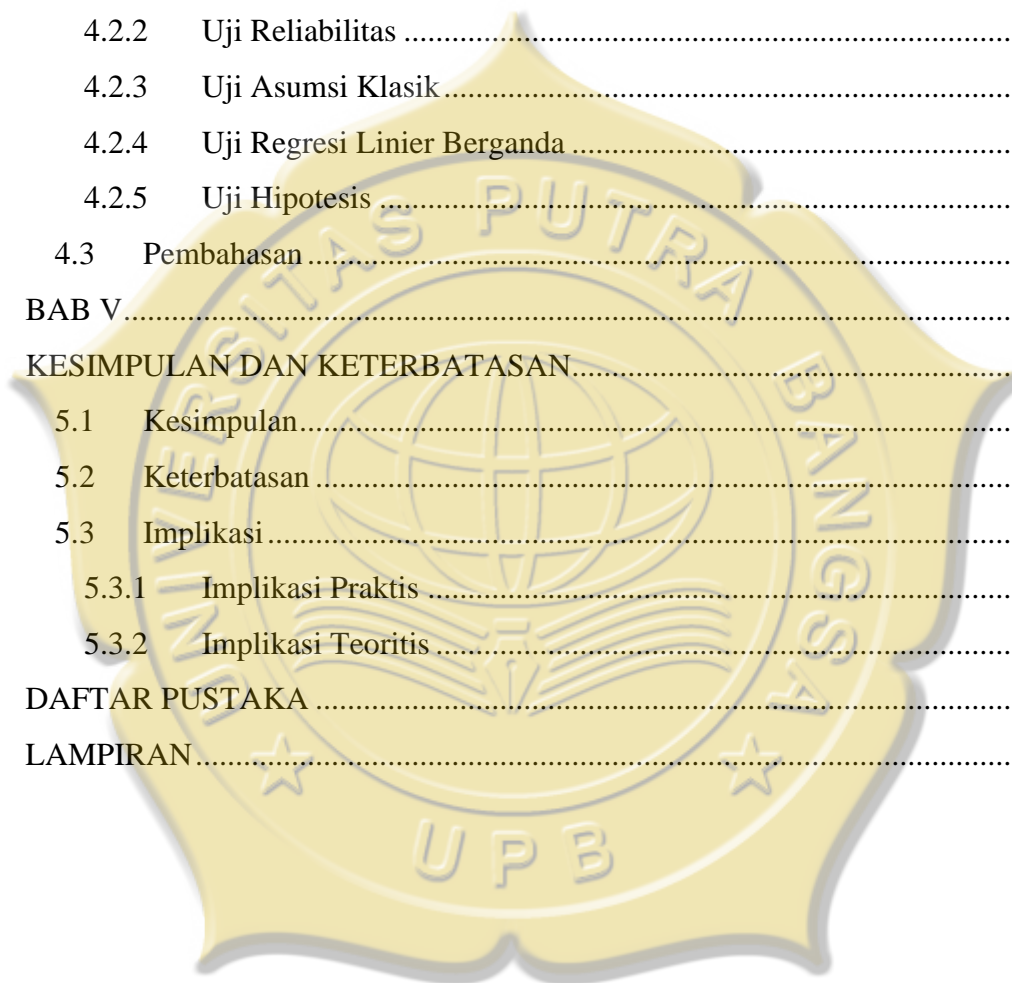 4.2.2 Uji Reliabilitas ................................................................
4.2.3 Uji Asumsi Klasik ................................................................
4.2.4 Uji Regresi Linier Berganda ................................................................
4.2.5 Uji Hipotesis ................................................................
4.3 Pembahasan ................................................................
BAB V ................................................................
KESIMPULAN DAN KETERBATASAN ................................................................
5.1 Kesimpulan ................................................................
5.2 Keterbatasan ................................................................
5.3 Implikasi ................................................................
5.3.1 Implikasi Praktis ................................................................
5.3.2 Implikasi Teoritis ................................................................
DAFTAR PUSTAKA ................................................................
LAMPIRAN ................................................................
UNIVERSITAS PUTRA BANGSA
UPB